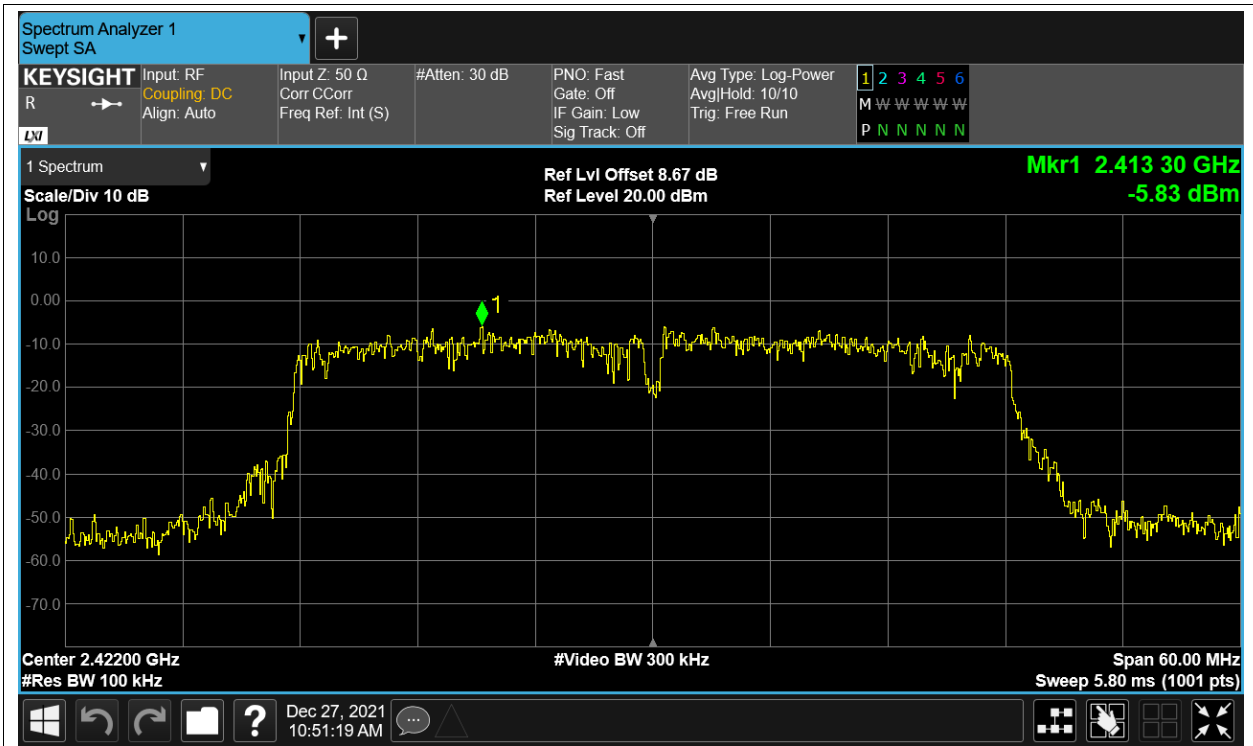 Spectrum Analyzer 1
Swept SA
KEYSIGHT
R
LXI
Input: RF
Coupling: DC
Align: Auto
Input Z: 50 Ω
Corr CCorr
Freq Ref: Int (S)
#Atten: 30 dB
PNO: Fast
Gate: Off
IF Gain: Low
Sig Track: Off
Avg Type: Log-Power
Avg|Hold: 10/10
Trig: Free Run
1 2 3 4 5 6
M W W W W W W
P N N N N N N
1 Spectrum
Scale/Div 10 dB
Log
Ref Lvl Offset 8.67 dB
Ref Level 20.00 dBm
Mkr1 2.413 30 GHz
-5.83 dBm
10.0
0.00
-10.0
-20.0
-30.0
-40.0
-50.0
-60.0
-70.0
1
Center 2.42200 GHz
#Res BW 100 kHz
#Video BW 300 kHz
Span 60.00 MHz
Sweep 5.80 ms (1001 pts)
?
Dec 27, 2021
10:51:19 AM